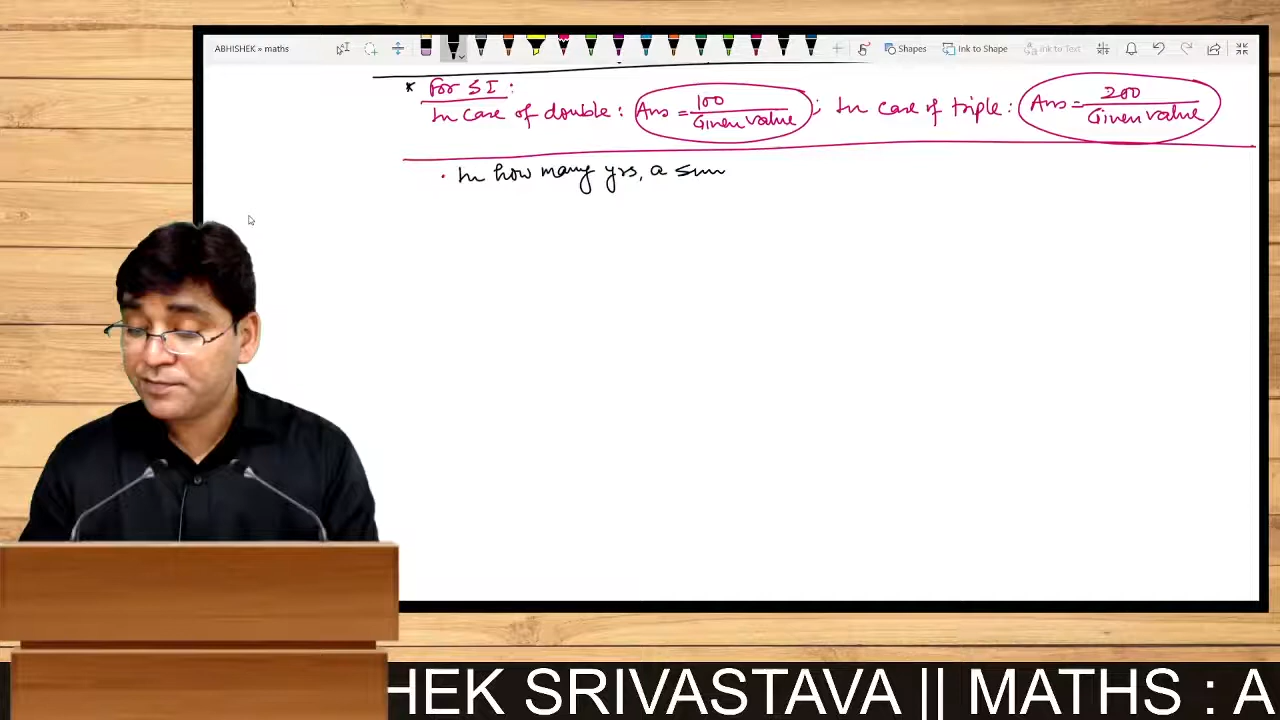 ABHISHEK » maths
Shapes
Ink to Shape
Ink to Text
* For SI :
In case of double : Ans = 100 / Given value ; In case of triple : Ans = 200 / Given value
• In how many yrs, a sum
HEK SRIVASTAVA || MATHS : A